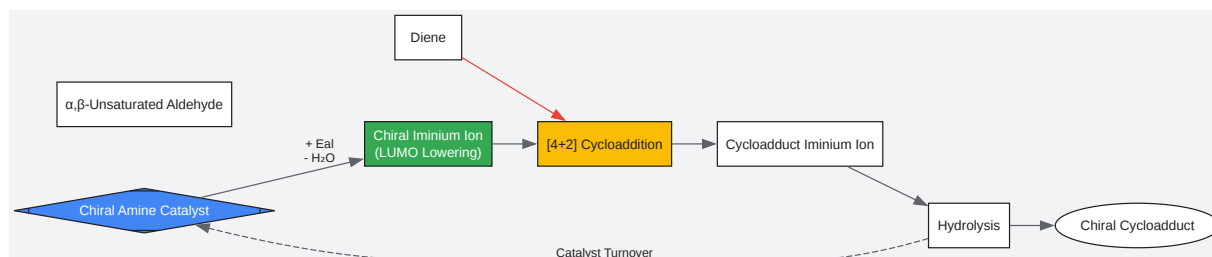 Diene
α,β-Unsaturated Aldehyde
+ Eal
- H₂O
Chiral Iminium Ion
(LUMO Lowering)
[4+2] Cycloaddition
Cycloadduct Iminium Ion
Chiral Amine Catalyst
Hydrolysis
Chiral Cycloadduct
Catalyst Turnover